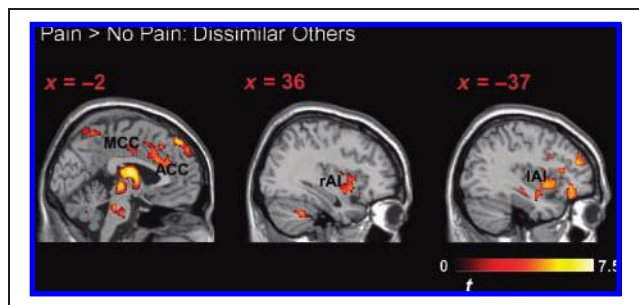 Pain > No Pain: Dissimilar Others
x = –2
x = 36
x = –37
MCC
ACC
rAI
lAI
0
7.5
t